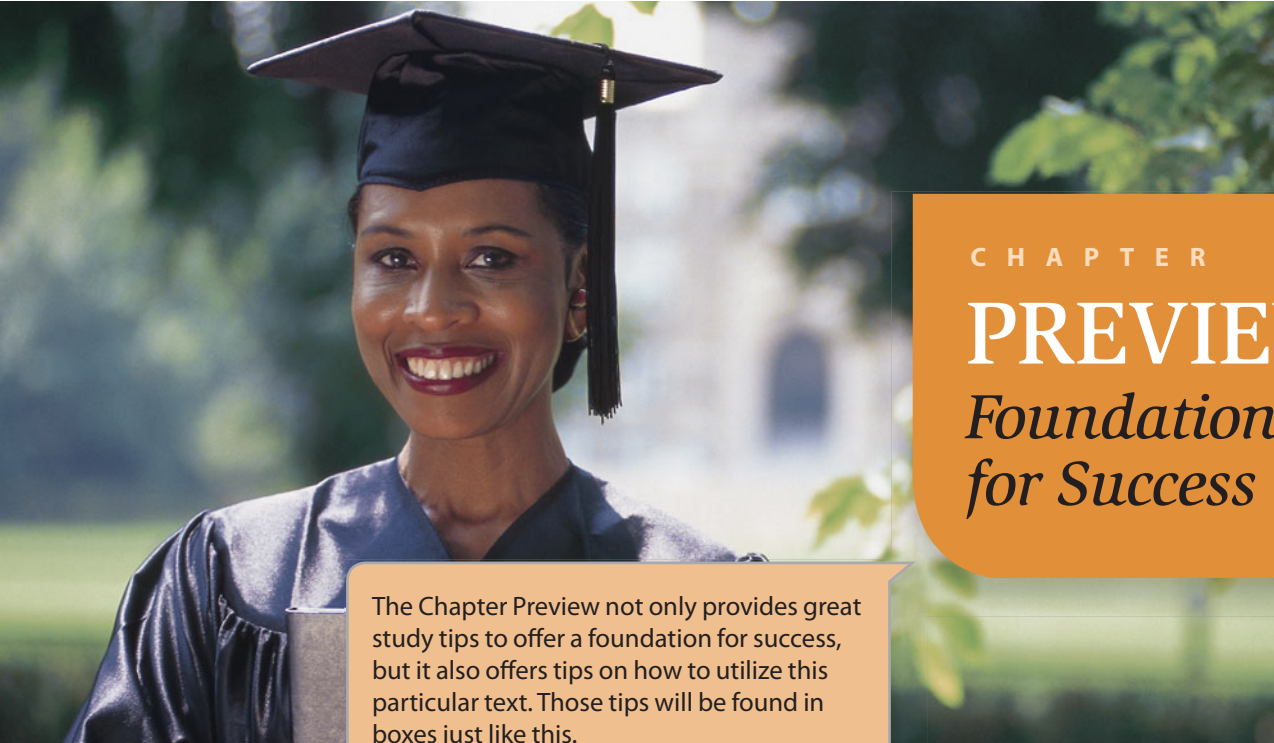 CHAPTER
PREVIE
Foundation
for Success
The Chapter Preview not only provides great
study tips to offer a foundation for success,
but it also offers tips on how to utilize this
particular text. Those tips will be found in
boxes just like this.